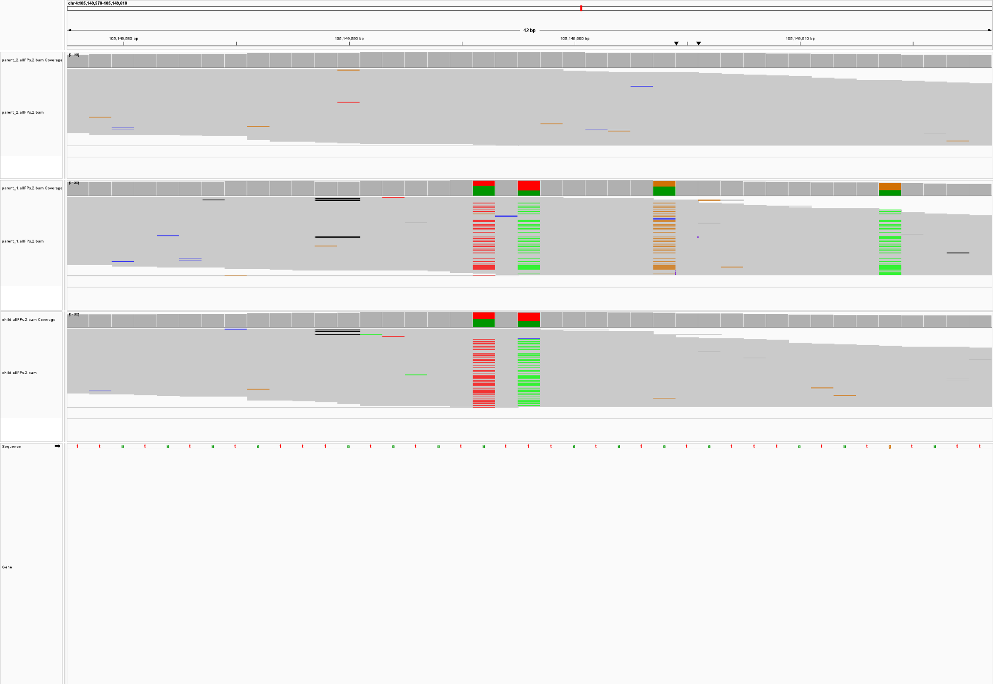 chr4:105,149,578-105,149,618
42 bp
105,149,580 bp 105,149,590 bp 105,149,600 bp 105,149,610 bp
parent_2.allFPs.2.bam Coverage
[0 - 196]
parent_2.allFPs.2.bam
parent_1.allFPs.2.bam Coverage
[0 - 200]
parent_1.allFPs.2.bam
child.allFPs.2.bam Coverage
[0 - 202]
child.allFPs.2.bam
Sequence t t a t a t a t a t t t a t a t a t a t t t a t a t a t a t t t a t a t g t a t t
Gene